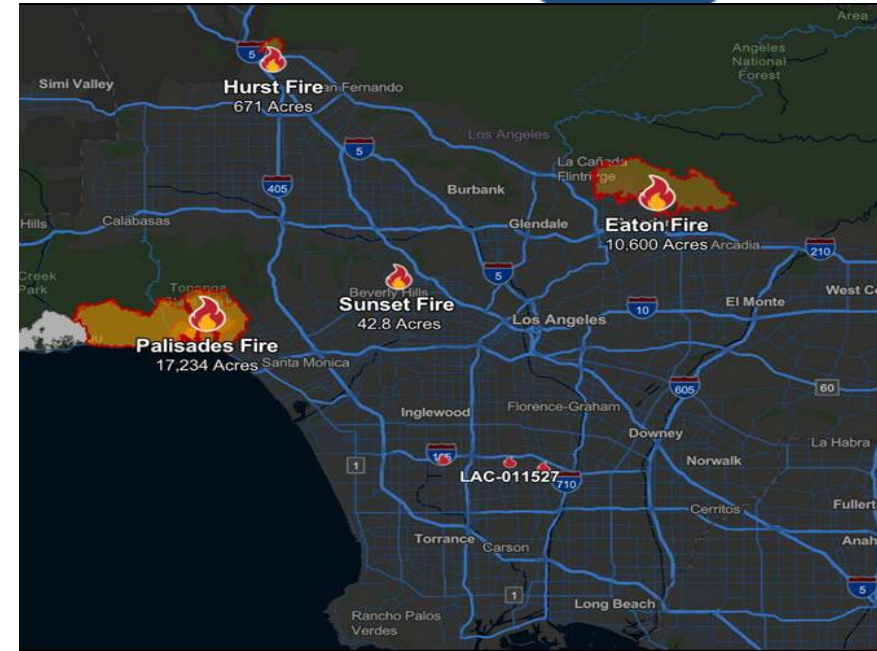 Area
Angeles
National
Forest
5
Simi Valley
Hurst Fire
671 Acres
n Fernando
Los Angeles
5
La Cañada
Flintridge
405
Burbank
Hills
Calabasas
Glendale
Eaton Fire
10,600 Acres
Arcadia
210
Creek
Park
Topanga
5
Beverly Hills
Sunset Fire
42.8 Acres
El Monte
West C
10
Los Angeles
Palisades Fire
17,234 Acres
Santa Monica
605
60
Inglewood
Florence-Graham
Downey
La Habra
1
105
Norwalk
LAC-011527
710
Cerritos
Fullert
Torrance
Carson
Anah
5
1
Long Beach
Rancho Palos
Verdes